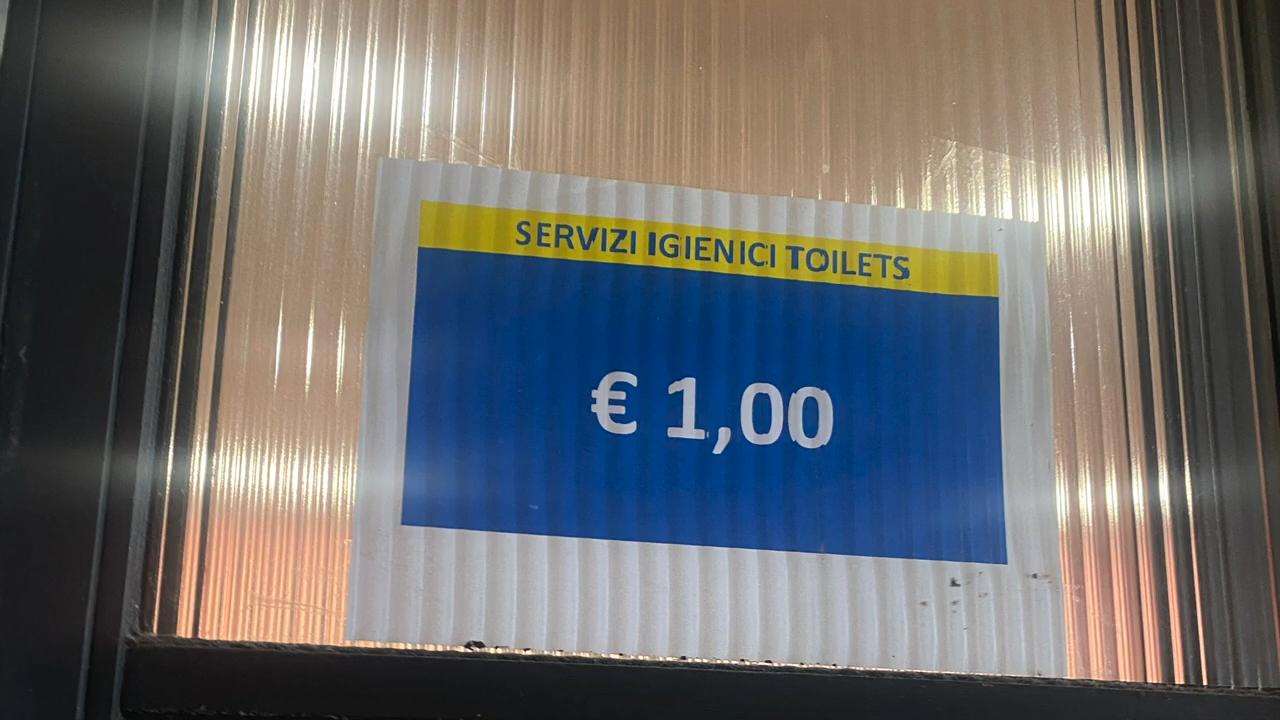 SERVIZI IGIENICI TOILETS
€ 1,00